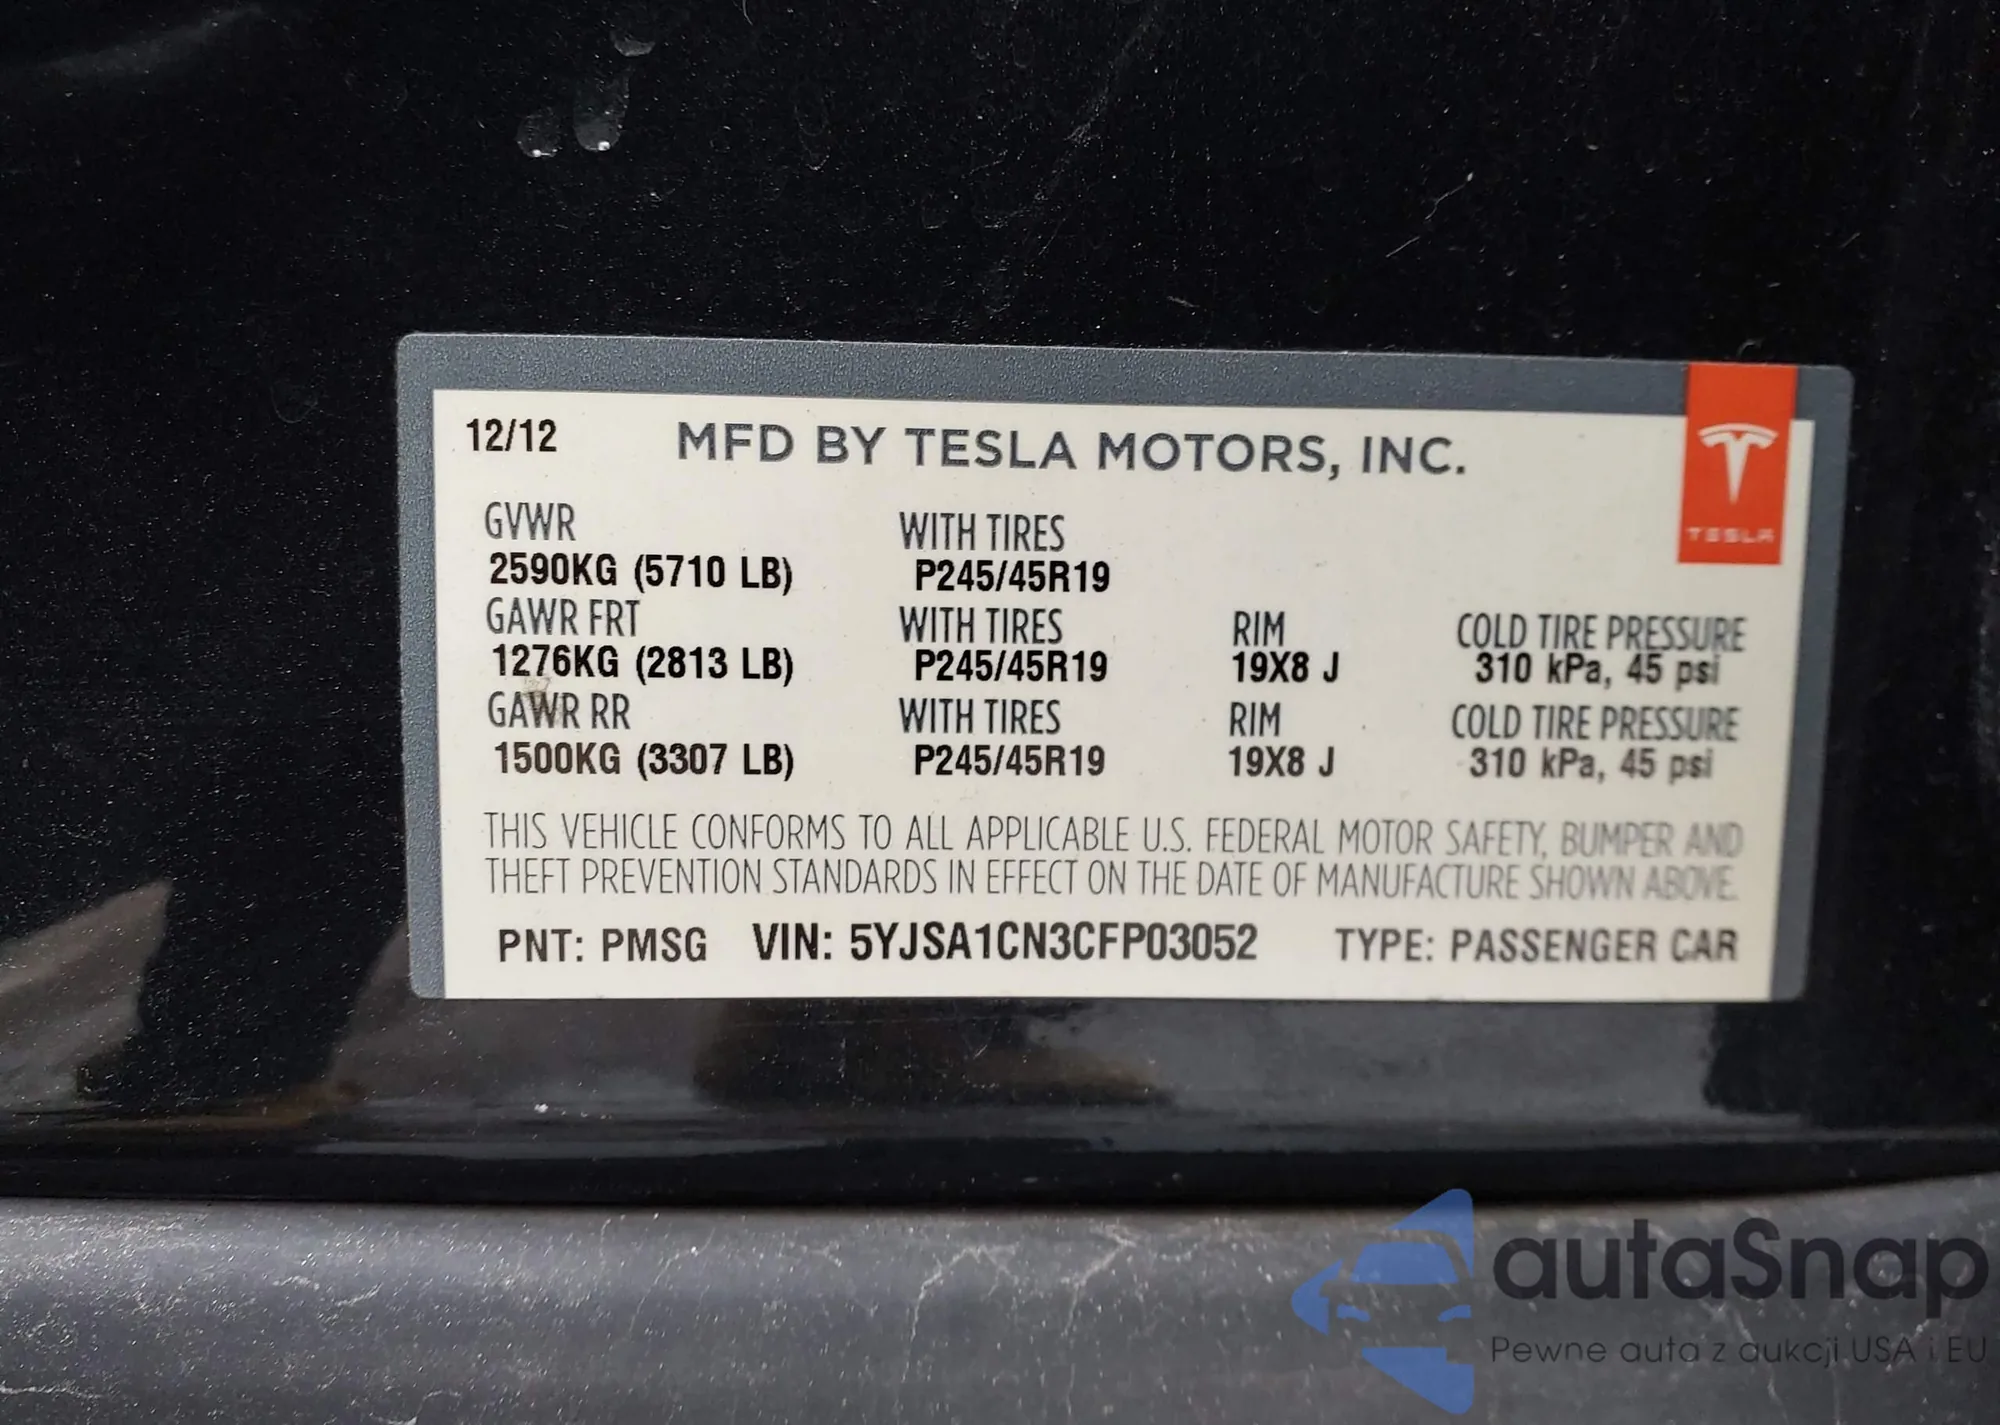 12/12 MFD BY TESLA MOTORS, INC.
TESLA
GVWR WITH TIRES
2590KG (5710 LB) P245/45R19
GAWR FRT WITH TIRES RIM COLD TIRE PRESSURE
1276KG (2813 LB) P245/45R19 19X8 J 310 kPa, 45 psi
GAWR RR WITH TIRES RIM COLD TIRE PRESSURE
1500KG (3307 LB) P245/45R19 19X8 J 310 kPa, 45 psi
THIS VEHICLE CONFORMS TO ALL APPLICABLE U.S. FEDERAL MOTOR SAFETY, BUMPER AND
THEFT PREVENTION STANDARDS IN EFFECT ON THE DATE OF MANUFACTURE SHOWN ABOVE.
PNT: PMSG VIN: 5YJSA1CN3CFP03052 TYPE: PASSENGER CAR
autaSnap
Pewne auta z aukcji USA i EU